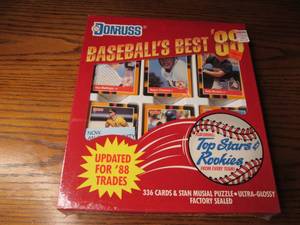 DONRUSS
BASEBALL'S BEST '88
NOW
UPDATED
FOR '88
TRADES
Top Stars &
Rookies
FROM EVERY TEAM!
336 CARDS & STAN MUSIAL PUZZLE • ULTRA-GLOSSY
FACTORY SEALED